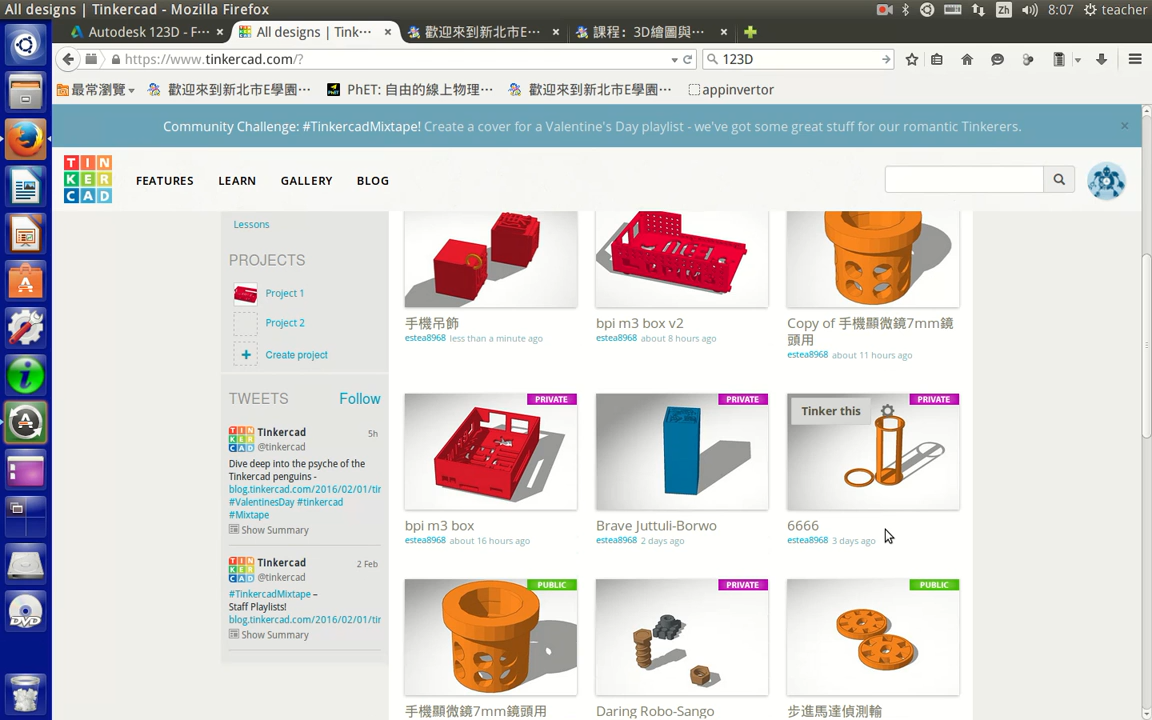 All designs | Tinkercad - Mozilla Firefox
Zh
8:07
teacher
Autodesk 123D - F···
All designs | Tink···
歡迎來到新北市E···
課程：3D繪圖與···
https://www.tinkercad.com/?
123D
最常瀏覽
歡迎來到新北市E學園···
PhET: 自由的線上物理···
歡迎來到新北市E學園···
appinvertor
Community Challenge: #TinkercadMixtape! Create a cover for a Valentine's Day playlist - we've got some great stuff for our romantic Tinkerers.
×
TIN
KER
CAD
FEATURES
LEARN
GALLERY
BLOG
Lessons
PROJECTS
Project 1
Project 2
Create project
TWEETS
Follow
Tinkercad
5h
@tinkercad
Dive deep into the psyche of the
Tinkercad penguins -
blog.tinkercad.com/2016/02/01/tir
#ValentinesDay #tinkercad
#Mixtape
Show Summary
Tinkercad
2 Feb
@tinkercad
#TinkercadMixtape –
Staff Playlists!
blog.tinkercad.com/2016/02/01/tir
Show Summary
手機吊飾
estea8968 less than a minute ago
bpi m3 box v2
estea8968 about 8 hours ago
Copy of 手機顯微鏡7mm鏡
頭用
estea8968 about 11 hours ago
PRIVATE
bpi m3 box
estea8968 about 16 hours ago
PRIVATE
Brave Juttuli-Borwo
estea8968 2 days ago
Tinker this
PRIVATE
6666
estea8968 3 days ago
PUBLIC
手機顯微鏡7mm鏡頭用
PRIVATE
Daring Robo-Sango
PUBLIC
步進馬達偵測輪